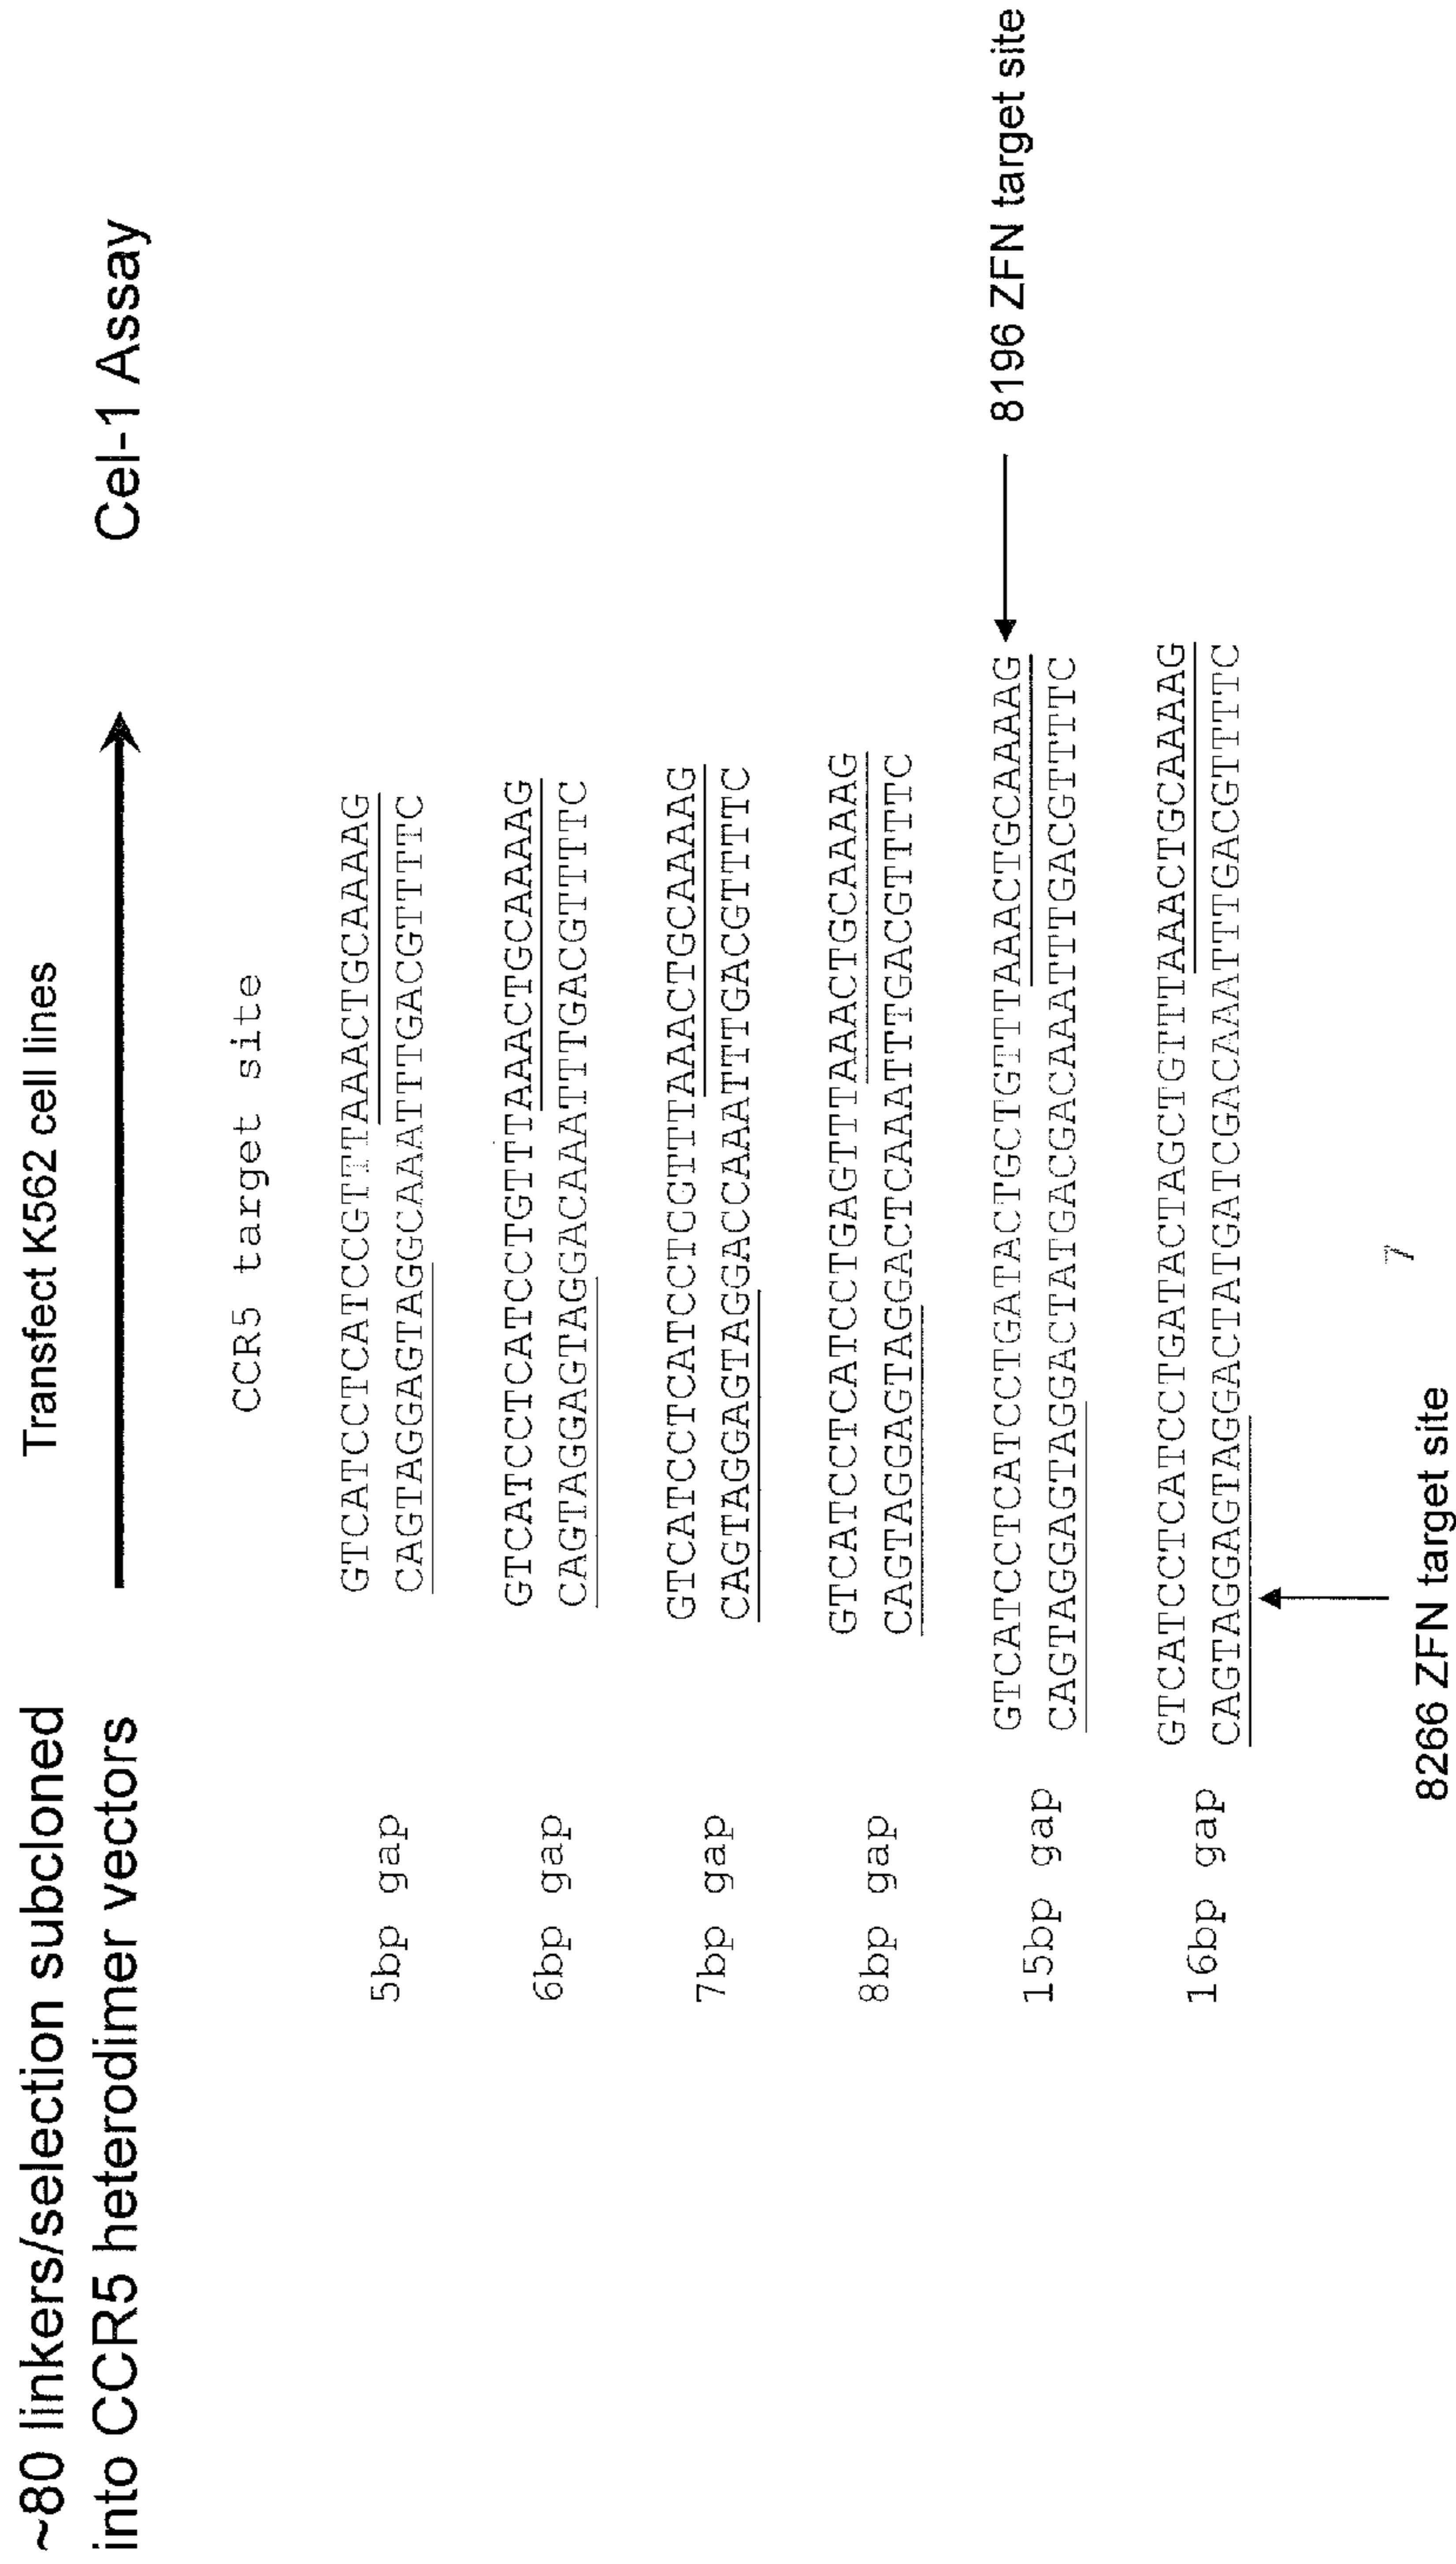 ~80 linkers/selection subcloned
into CCR5 heterodimer vectors
Transfect K562 cell lines
Cel-1 Assay
CCR5 target site
5bp gap
GTCATCCTCATCCGTTTAAACTGCAAAAG
CAGTAGGAGTAGGCAAATTTGACGTTTTC
6bp gap
GTCATCCTCATCCTGTTTAAACTGCAAAAG
CAGTAGGAGTAGGACAAATTTGACGTTTTC
7bp gap
GTCATCCTCATCCTGGTTTAAACTGCAAAAG
CAGTAGGAGTAGGACCAAATTTGACGTTTTC
8bp gap
GTCATCCTCATCCTGAGTTTAAACTGCAAAAG
CAGTAGGAGTAGGACTCAAATTTGACGTTTTC
15bp gap
GTCATCCTCATCCTGATACTGCTGTTTAAACTGCAAAAG
CAGTAGGAGTAGGACTATGACGACAAATTTGACGTTTTC
8196 ZFN target site
16bp gap
GTCATCCTCATCCTGATACTAGCTGTTTAAACTGCAAAAG
CAGTAGGAGTAGGACTATGATCGACAAATTTGACGTTTTC
7
8266 ZFN target site